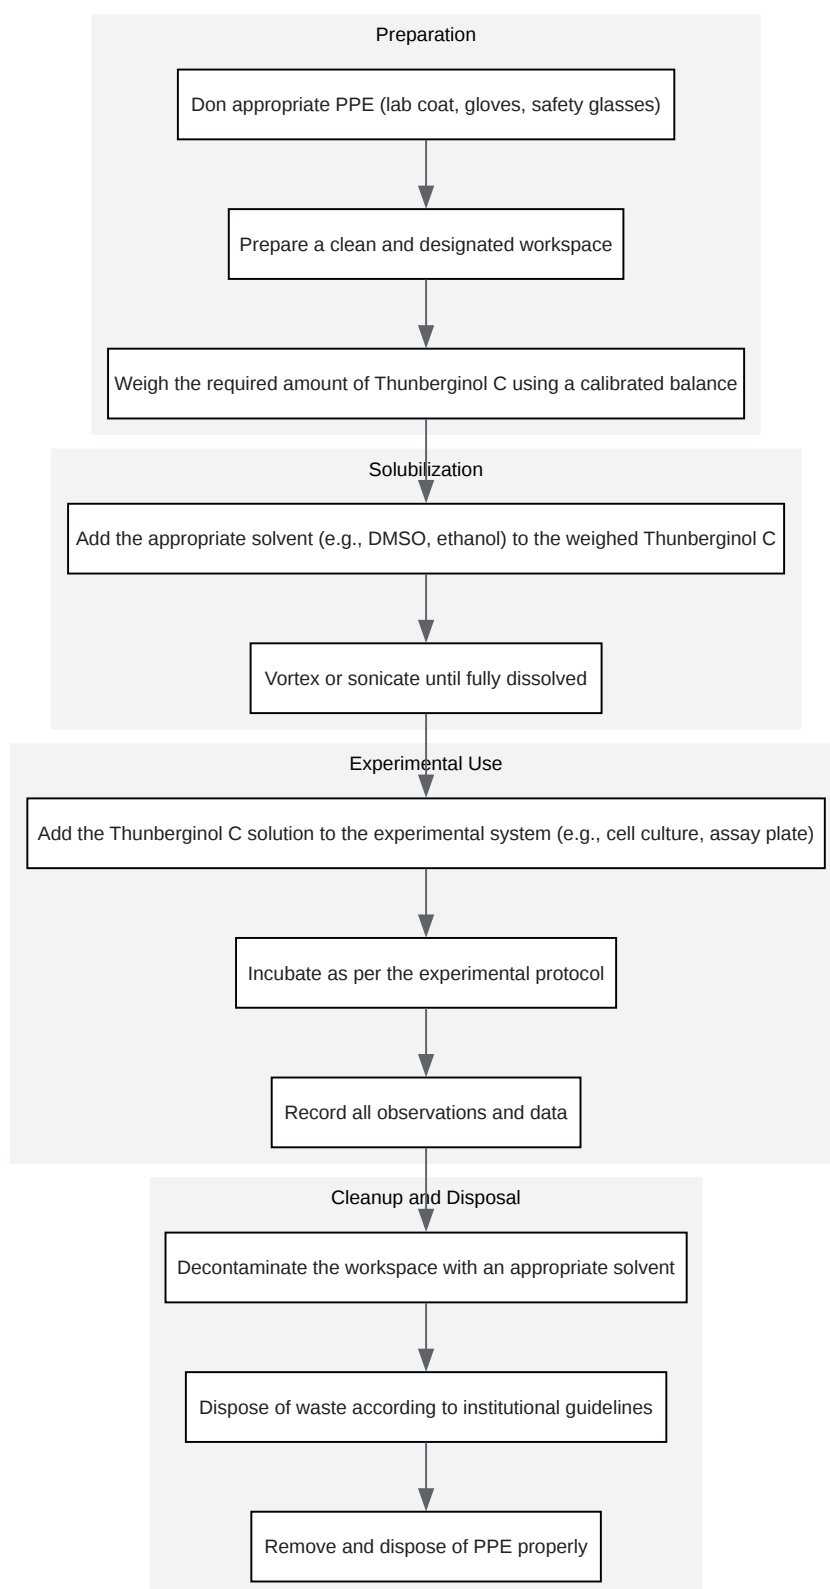 Preparation
Don appropriate PPE (lab coat, gloves, safety glasses)
Prepare a clean and designated workspace
Weigh the required amount of Thunberginol C using a calibrated balance
Solubilization
Add the appropriate solvent (e.g., DMSO, ethanol) to the weighed Thunberginol C
Vortex or sonicate until fully dissolved
Experimental Use
Add the Thunberginol C solution to the experimental system (e.g., cell culture, assay plate)
Incubate as per the experimental protocol
Record all observations and data
Cleanup and Disposal
Decontaminate the workspace with an appropriate solvent
Dispose of waste according to institutional guidelines
Remove and dispose of PPE properly